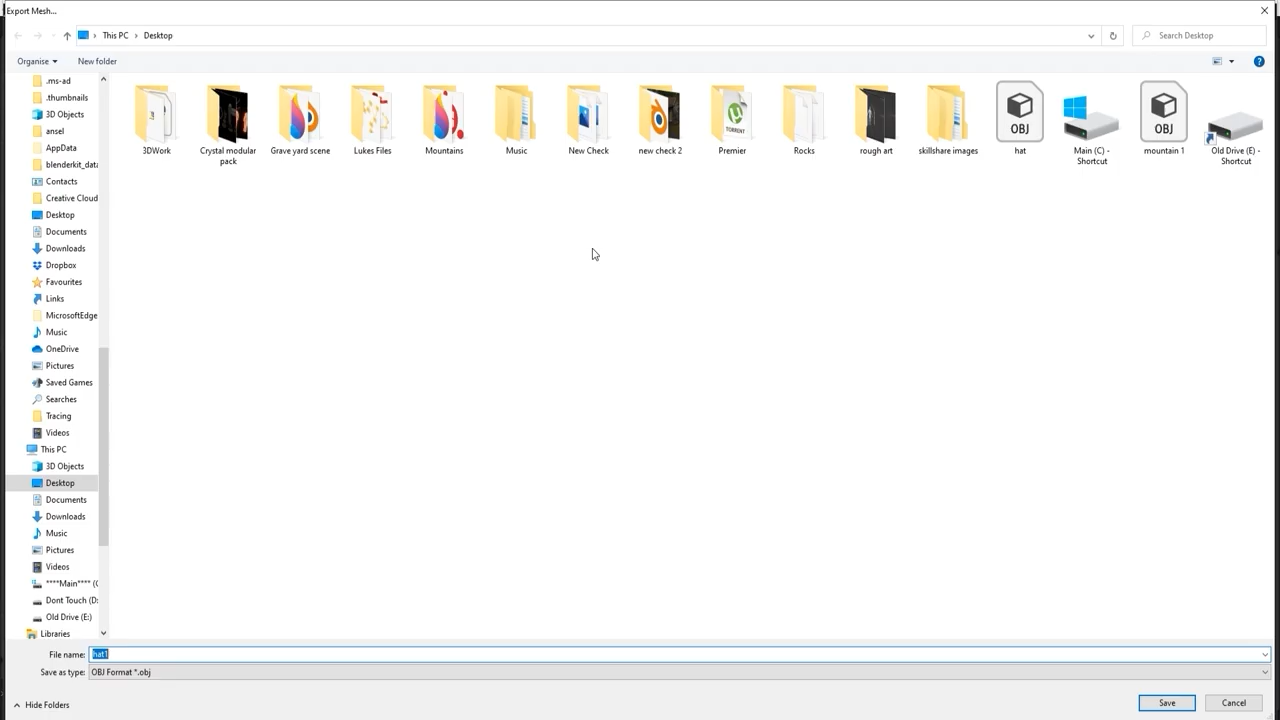 Export Mesh...
This PC > Desktop
Search Desktop
Organise
New folder
.ms-ad
.thumbnails
3D Objects
ansel
AppData
blenderkit_data
Contacts
Creative Cloud
Desktop
Documents
Downloads
Dropbox
Favourites
Links
MicrosoftEdge
Music
OneDrive
Pictures
Saved Games
Searches
Tracing
Videos
This PC
3D Objects
Desktop
Documents
Downloads
Music
Pictures
Videos
****Main**** (C
Dont Touch (D:
Old Drive (E:)
Libraries
3DWork
Crystal modular
pack
Grave yard scene
Lukes Files
Mountains
Music
New Check
new check 2
TORRENT
Premier
Rocks
rough art
skillshare images
OBJ
hat
Main (C) -
Shortcut
OBJ
mountain 1
Old Drive (E) -
Shortcut
File name: hat1
Save as type: OBJ Format *.obj
Hide Folders
Save
Cancel